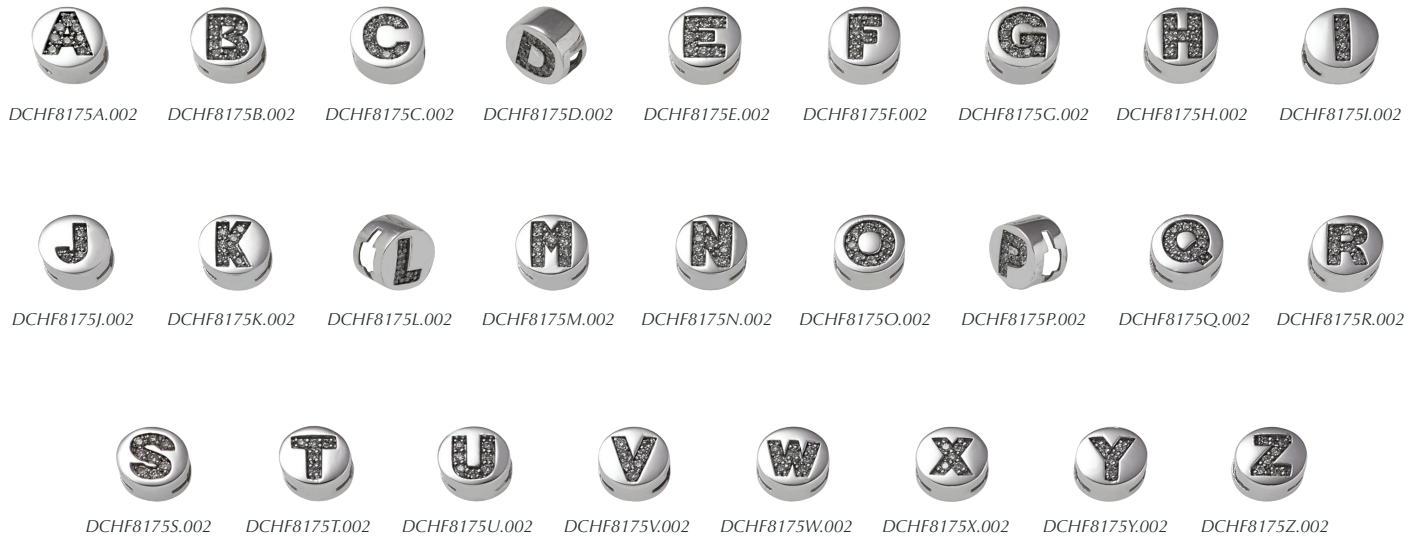 A B C D E F G H I
DCHF8175A.002 DCHF8175B.002 DCHF8175C.002 DCHF8175D.002 DCHF8175E.002 DCHF8175F.002 DCHF8175G.002 DCHF8175H.002 DCHF8175I.002
J K L M N O P Q R
DCHF8175J.002 DCHF8175K.002 DCHF8175L.002 DCHF8175M.002 DCHF8175N.002 DCHF8175O.002 DCHF8175P.002 DCHF8175Q.002 DCHF8175R.002
S T U V W X Y Z
DCHF8175S.002 DCHF8175T.002 DCHF8175U.002 DCHF8175V.002 DCHF8175W.002 DCHF8175X.002 DCHF8175Y.002 DCHF8175Z.002